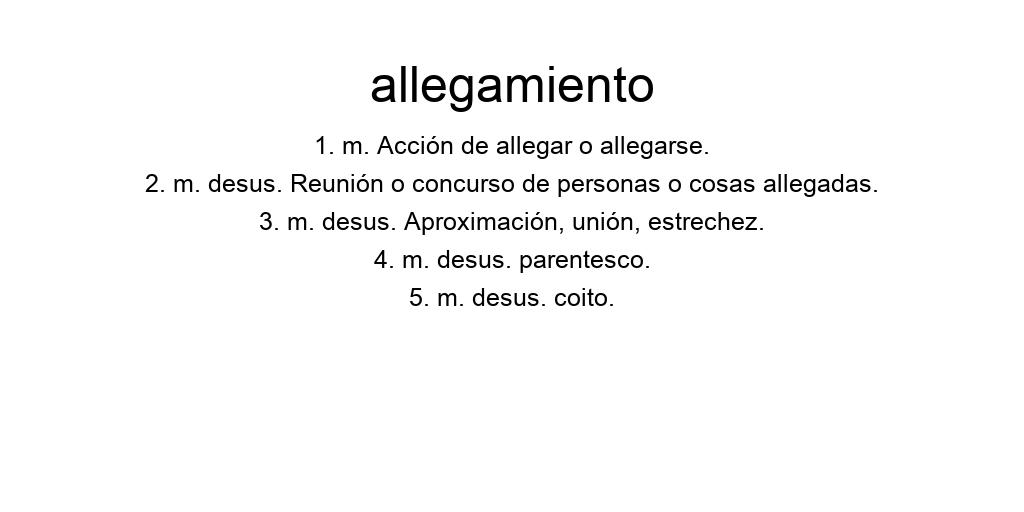 allegamiento
1. m. Acción de allegar o allegarse.
2. m. desus. Reunión o concurso de personas o cosas allegadas.
3. m. desus. Aproximación, unión, estrechez.
4. m. desus. parentesco.
5. m. desus. coito.